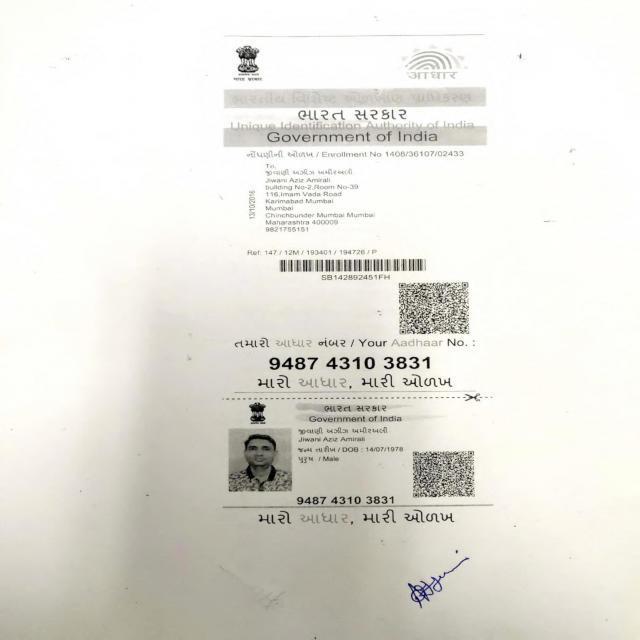 भारत सरकार
આધાર
ભારતીય વિશિષ્ટ ઓળખાણ પ્રાધિકરણ
ભારત સરકાર
Unique Identification Authority of India
Government of India
નોંધણીની ઓળખ / Enrollment No 1408/36107/02433
To,
જીવાણી અઝીઝ અમીરઅલી
Jiwani Aziz Amirali
building No-2,Room No-39
116,Imam Vada Road
Karimabad Mumbai
Mumbai
Chinchbunder Mumbai Mumbai
Maharashtra 400009
9821755151
13/10/2016
Ref: 147 / 12M / 193401 / 194726 / P
SB142892451FH
તમારો આધાર નંબર / Your Aadhaar No. :
9487 4310 3831
મારો આધાર, મારી ઓળખ
ભારત સરકાર
Government of India
જીવાણી અઝીઝ અમીરઅલી
Jiwani Aziz Amirali
જન્મ તારીખ / DOB : 14/07/1978
પુરૂષ / Male
9487 4310 3831
મારો આધાર, મારી ઓળખ